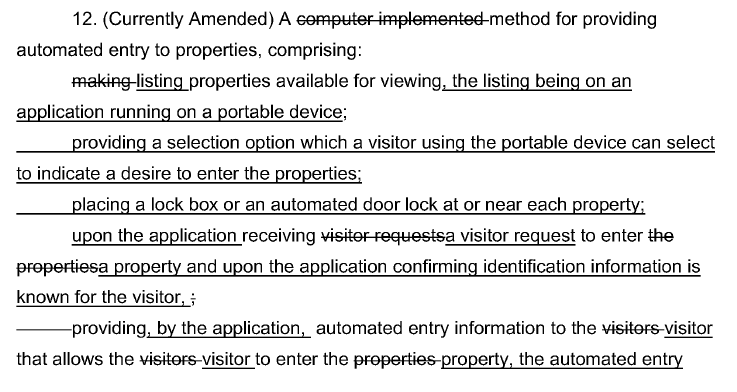 12. (Currently Amended) A computer implemented method for providing
automated entry to properties, comprising:
making listing properties available for viewing, the listing being on an
application running on a portable device;
providing a selection option which a visitor using the portable device can select
to indicate a desire to enter the properties;
placing a lock box or an automated door lock at or near each property;
upon the application receiving visitor requestsa visitor request to enter the
propertiesa property and upon the application confirming identification information is
known for the visitor, ;
providing, by the application, automated entry information to the visitors visitor
that allows the visitors visitor to enter the properties property, the automated entry